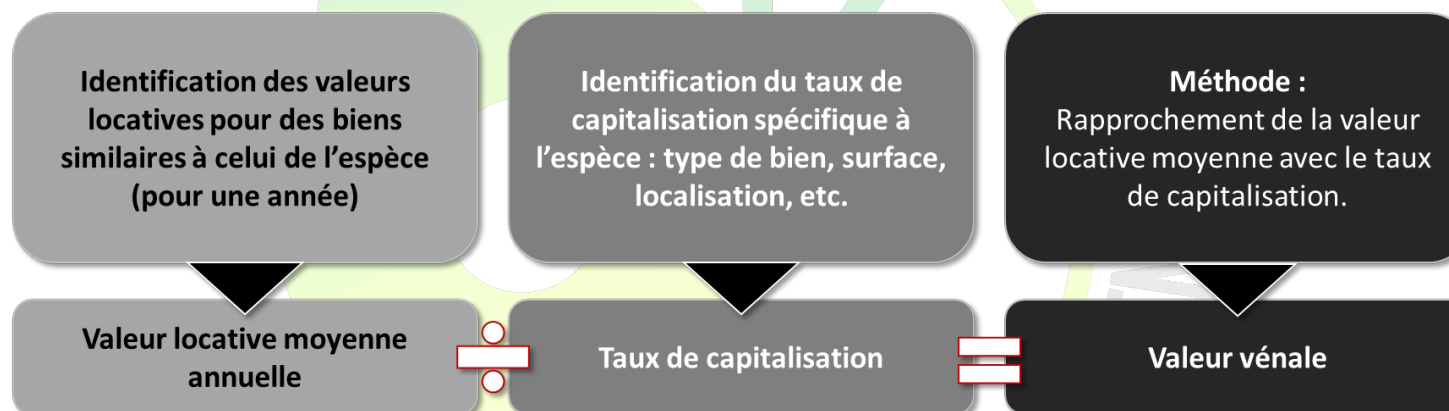 Identification des valeurs
locatives pour des biens
similaires à celui de l’espèce
(pour une année)
Identification du taux de
capitalisation spécifique à
l’espèce : type de bien, surface,
localisation, etc.
Méthode :
Rapprochement de la valeur
locative moyenne avec le taux
de capitalisation.
Valeur locative moyenne
annuelle
Taux de capitalisation
Valeur vénale